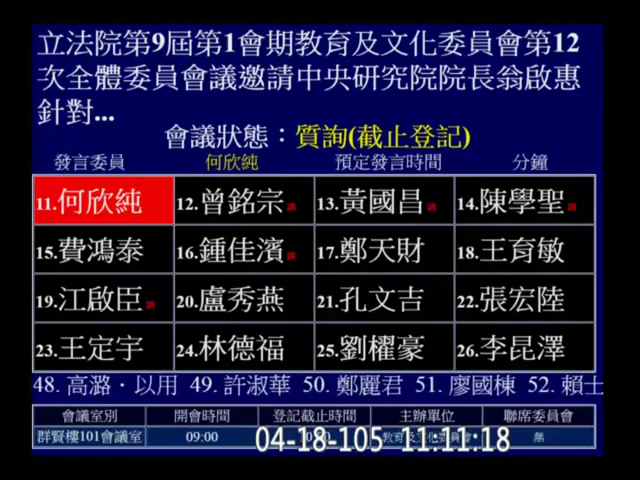 立法院第9屆第1會期教育及文化委員會第12
次全體委員會議邀請中央研究院院長翁啟惠
針對...
會議狀態：質詢(截止登記)
發言委員 何欣純 預定發言時間 分鐘
11.何欣純 12.曾銘宗 13.黃國昌 14.陳學聖
15.費鴻泰 16.鍾佳濱 17.鄭天財 18.王育敏
19.江啟臣 20.盧秀燕 21.孔文吉 22.張宏陸
23.王定宇 24.林德福 25.劉櫂豪 26.李昆澤
48. 高潞．以用 49. 許淑華 50. 鄭麗君 51. 廖國棟 52. 賴士
會議室別 開會時間 登記截止時間 主辦單位 聯席委員會
群賢樓101會議室 09:00 教育及文化委員會 無
04-18-105 11:11:18